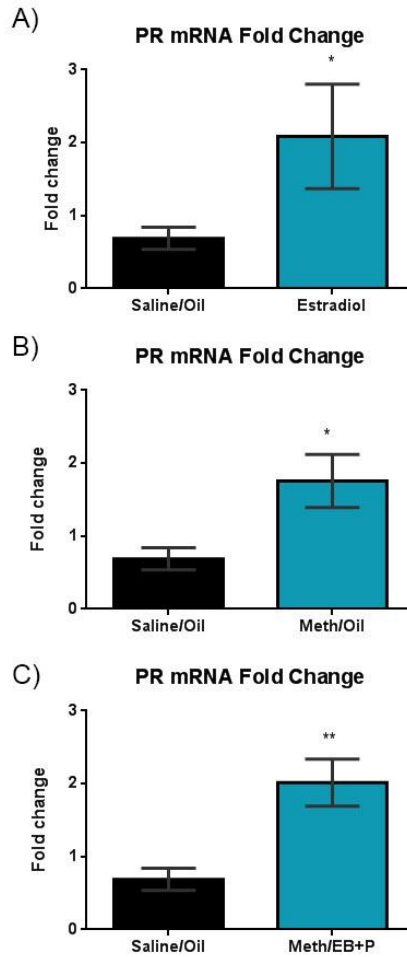 A)
PR mRNA Fold Change
*
3
2
1
0
Fold change
Saline/Oil Estradiol
B)
PR mRNA Fold Change
*
3
2
1
0
Fold change
Saline/Oil Meth/Oil
C)
PR mRNA Fold Change
**
3
2
1
0
Fold change
Saline/Oil Meth/EB+P